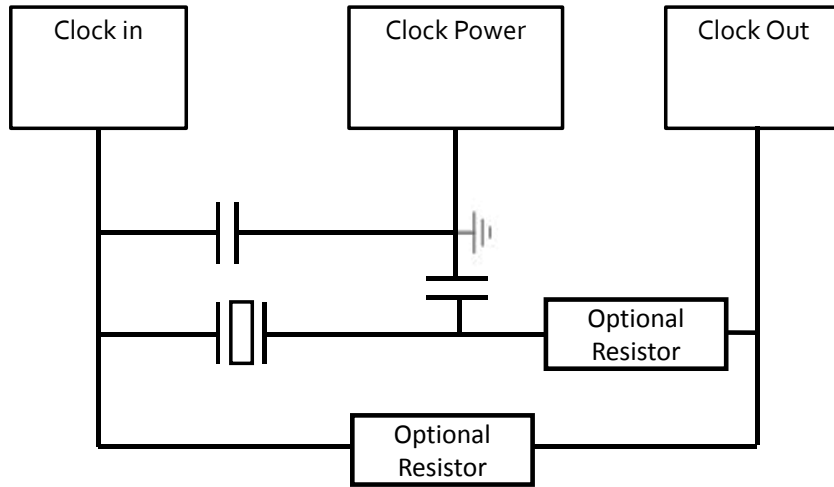 Clock in
Clock Power
Clock Out
Optional
Resistor
Optional
Resistor